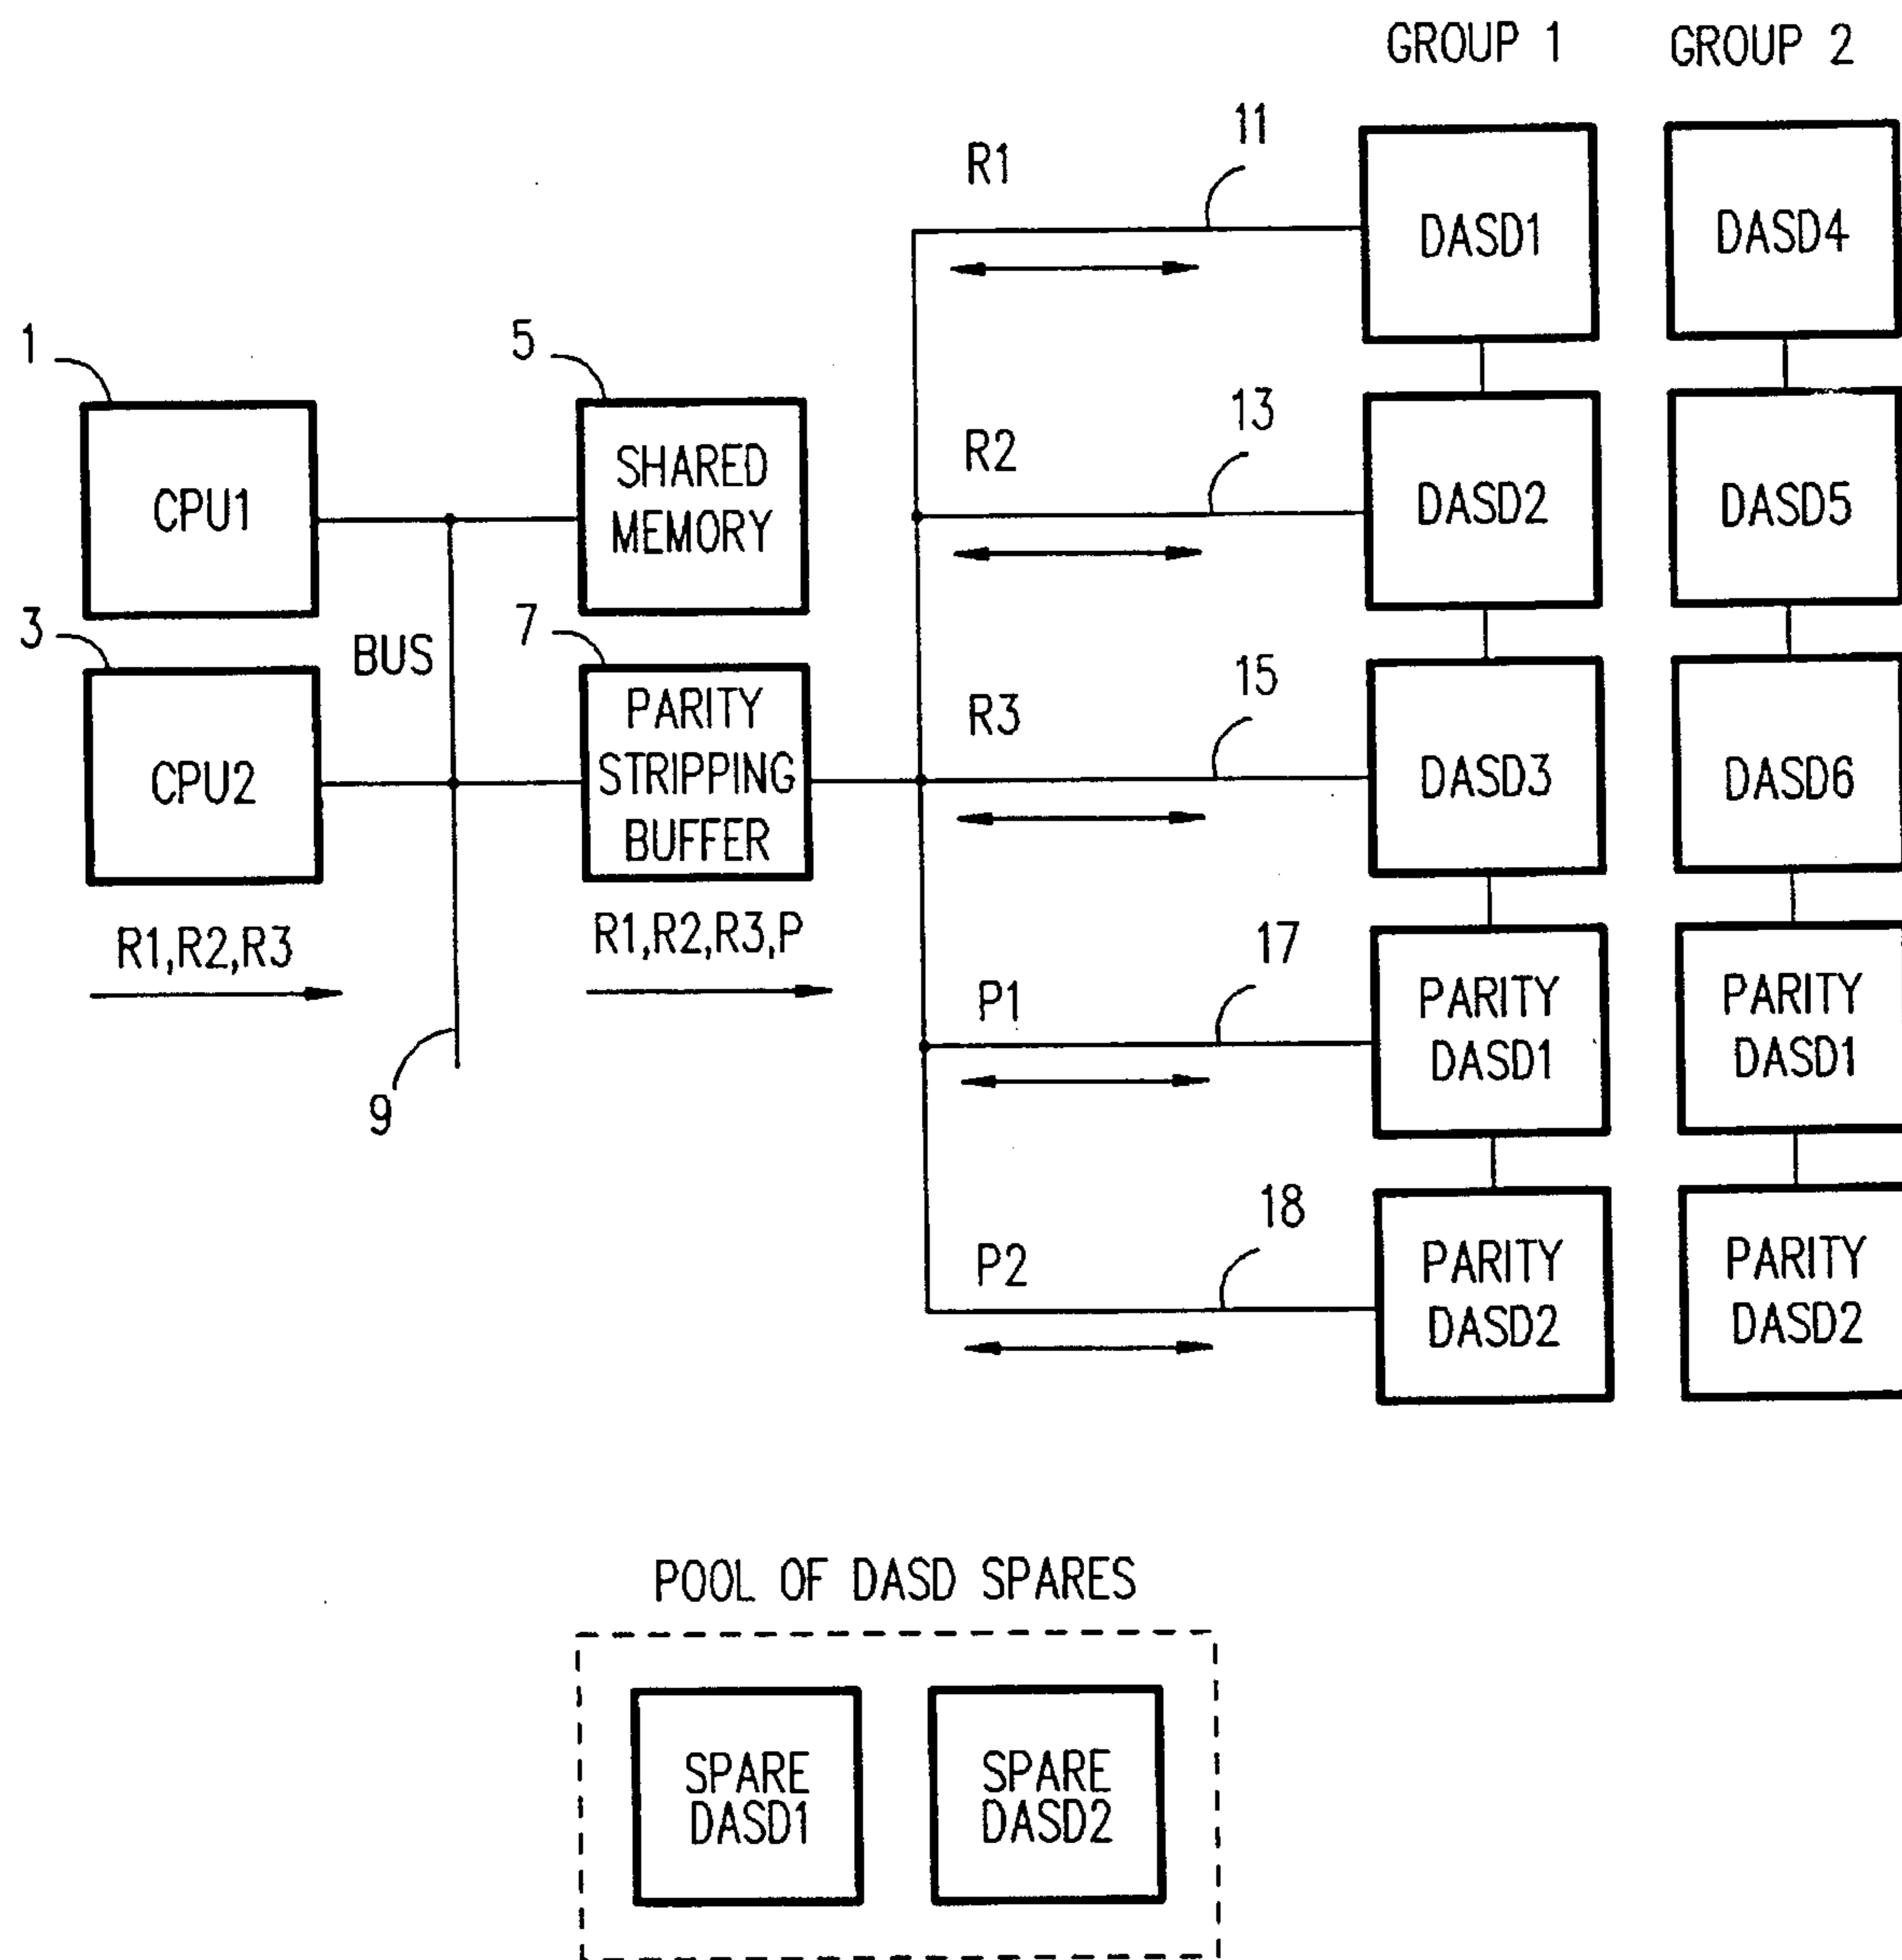 GROUP 1 GROUP 2
11
R1
DASD1 DASD4
1
5
13
R2
CPU1
SHARED
MEMORY
DASD2 DASD5
3
BUS
7
15
R3
CPU2
PARITY
STRIPPING
BUFFER
DASD3 DASD6
R1,R2,R3
R1,R2,R3,P
17
P1
PARITY
DASD1
PARITY
DASD1
9
18
P2
PARITY
DASD2
PARITY
DASD2
POOL OF DASD SPARES
SPARE
DASD1
SPARE
DASD2